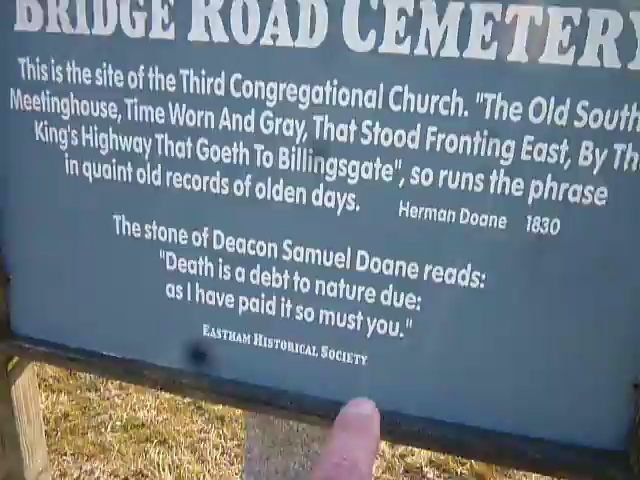 BRIDGE ROAD CEMETERY
This is the site of the Third Congregational Church. "The Old South
Meetinghouse, Time Worn And Gray, That Stood Fronting East, By Th
King's Highway That Goeth To Billingsgate", so runs the phrase
in quaint old records of olden days. Herman Doane 1830
The stone of Deacon Samuel Doane reads:
"Death is a debt to nature due:
as I have paid it so must you."
EASTHAM HISTORICAL SOCIETY